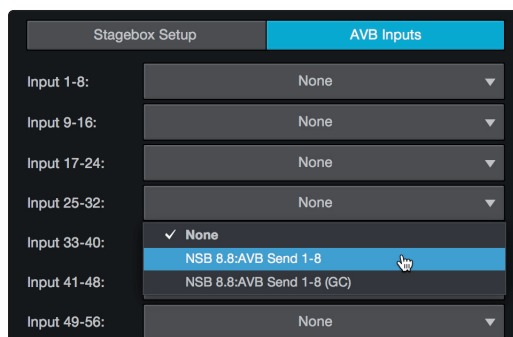 Stagebox Setup AVB Inputs
Input 1-8: None
Input 9-16: None
Input 17-24: None
Input 25-32: None
Input 33-40: ✓ None
NSB 8.8:AVB Send 1-8
Input 41-48: NSB 8.8:AVB Send 1-8 (GC)
Input 49-56: None